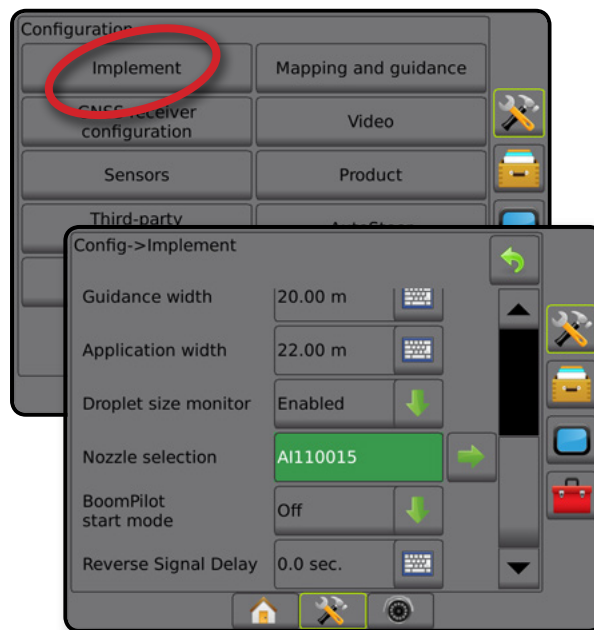 Configuration
Implement
Mapping and guidance
GNSS receiver
configuration
Video
Sensors
Product
Third-party
Config->Implement
Guidance width
20.00 m
Application width
22.00 m
Droplet size monitor
Enabled
Nozzle selection
AI110015
BoomPilot
start mode
Off
Reverse Signal Delay
0.0 sec.